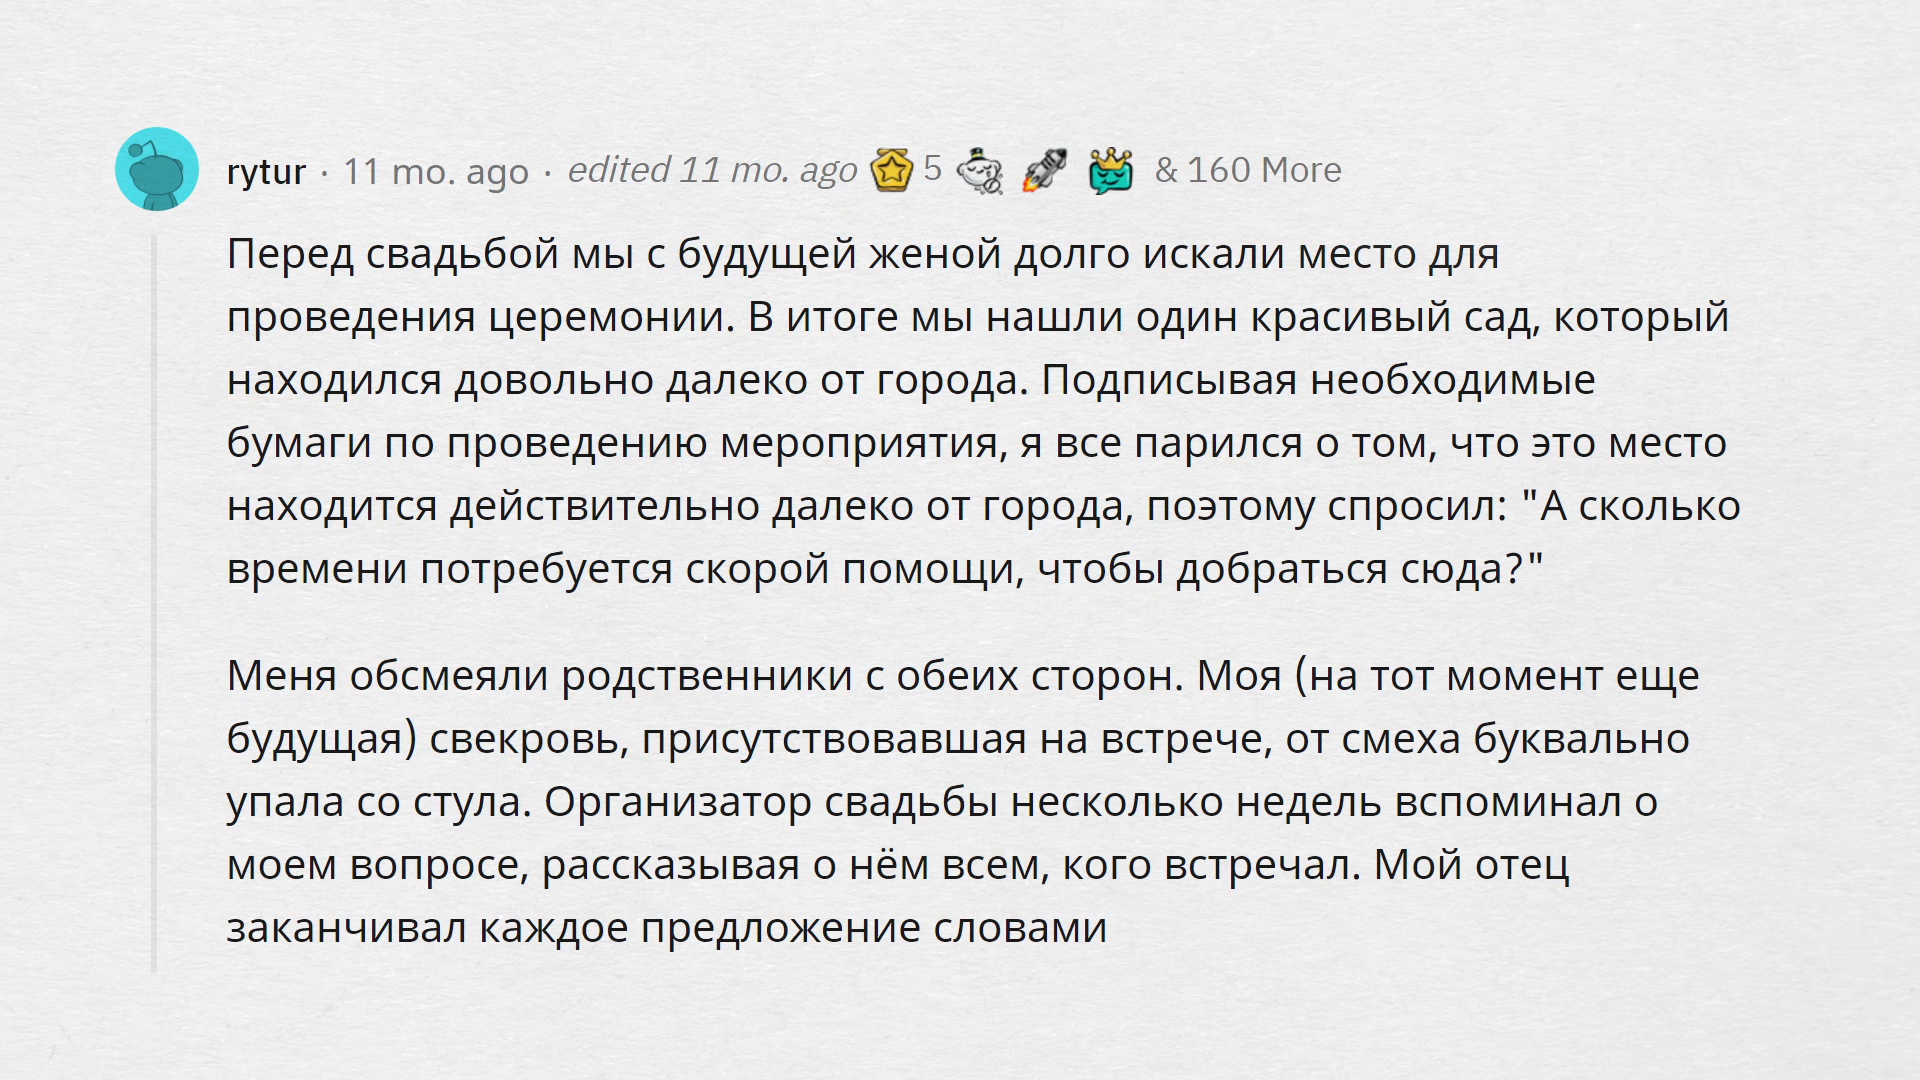 rytur · 11 mo. ago · edited 11 mo. ago 5 & 160 More
Перед свадьбой мы с будущей женой долго искали место для
проведения церемонии. В итоге мы нашли один красивый сад, который
находился довольно далеко от города. Подписывая необходимые
бумаги по проведению мероприятия, я все парился о том, что это место
находится действительно далеко от города, поэтому спросил: "А сколько
времени потребуется скорой помощи, чтобы добраться сюда?"
Меня обсмеяли родственники с обеих сторон. Моя (на тот момент еще
будущая) свекровь, присутствовавшая на встрече, от смеха буквально
упала со стула. Организатор свадьбы несколько недель вспоминал о
моем вопросе, рассказывая о нём всем, кого встречал. Мой отец
заканчивал каждое предложение словами